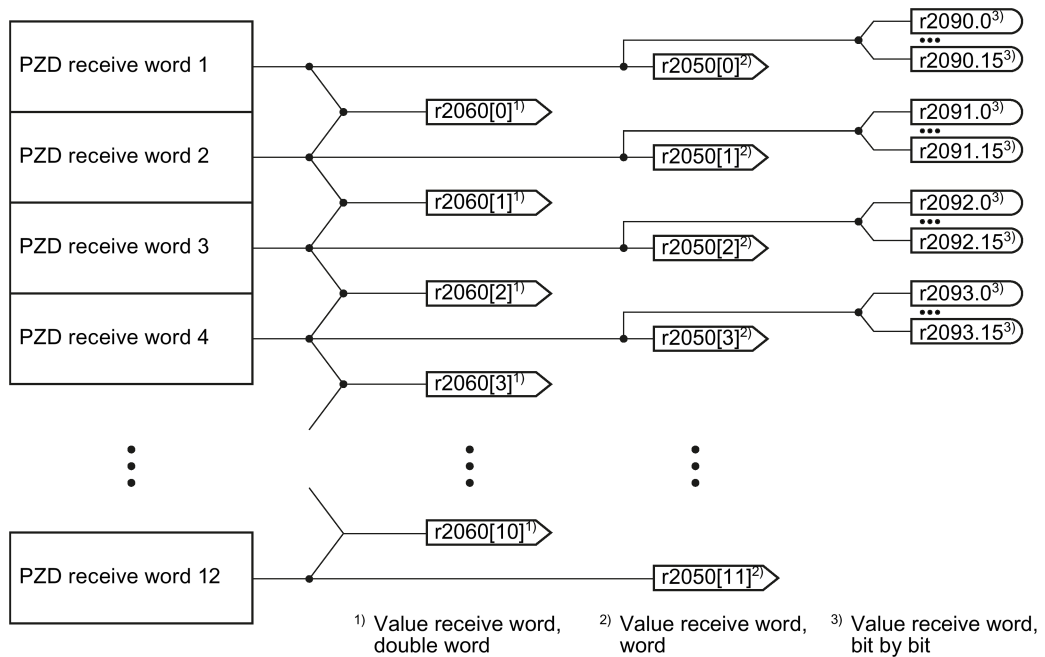 PZD receive word 1
r2050[0]2)
r2090.03)
•••
r2090.153)
r2060[0]1)
PZD receive word 2
r2050[1]2)
r2091.03)
•••
r2091.153)
r2060[1]1)
PZD receive word 3
r2050[2]2)
r2092.03)
•••
r2092.153)
r2060[2]1)
PZD receive word 4
r2050[3]2)
r2093.03)
•••
r2093.153)
r2060[3]1)
r2060[10]1)
PZD receive word 12
r2050[11]2)
1) Value receive word,
double word
2) Value receive word,
word
3) Value receive word,
bit by bit